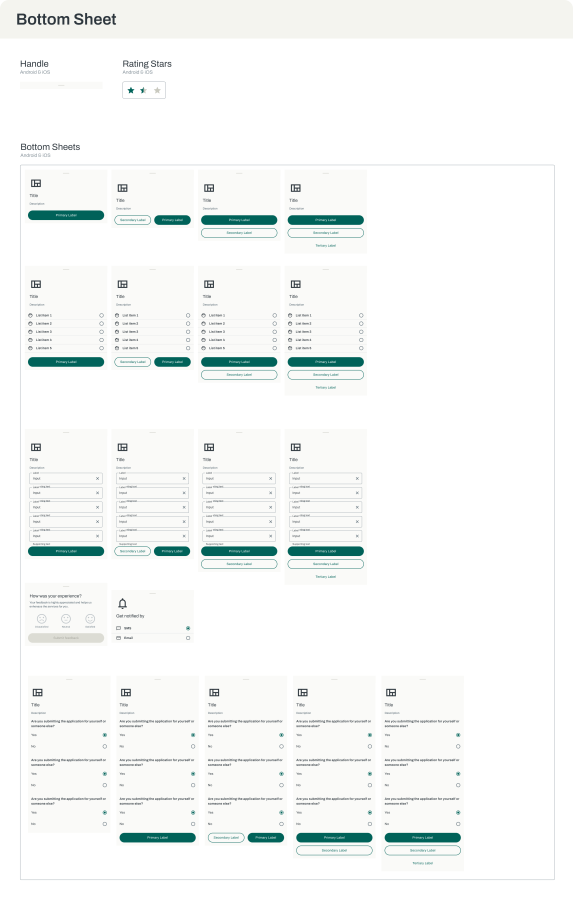 Bottom Sheet
Handle
Android & iOS
Rating Stars
Android & iOS
Bottom Sheets
Android & iOS
Title
Description
Primary Label
Title
Description
Secondary Label
Primary Label
Title
Description
Primary Label
Secondary Label
Title
Description
Primary Label
Secondary Label
Tertiary Label
Title
Description
List Item 1
List Item 2
List Item 3
List Item 4
List Item 5
Primary Label
Title
Description
List Item 1
List Item 2
List Item 3
List Item 4
List Item 5
Secondary Label
Primary Label
Title
Description
List Item 1
List Item 2
List Item 3
List Item 4
List Item 5
Primary Label
Secondary Label
Title
Description
List Item 1
List Item 2
List Item 3
List Item 4
List Item 5
Primary Label
Secondary Label
Tertiary Label
Title
Description
Label
Input
Input
Input
Input
Input
Primary Label
Title
Description
Label
Input
Input
Input
Input
Input
Secondary Label
Primary Label
Title
Description
Label
Input
Input
Input
Input
Input
Primary Label
Secondary Label
Title
Description
Label
Input
Input
Input
Input
Input
Primary Label
Secondary Label
Tertiary Label
How was your experience?
Get notified by
SMS
Email
Title
Description
Are you submitting the application for yourself or
someone else?
Yes
No
Are you submitting the application for yourself or
someone else?
Yes
No
Are you submitting the application for yourself or
someone else?
Yes
No
Title
Description
Are you submitting the application for yourself or
someone else?
Yes
No
Are you submitting the application for yourself or
someone else?
Yes
No
Are you submitting the application for yourself or
someone else?
Yes
No
Primary Label
Title
Description
Are you submitting the application for yourself or
someone else?
Yes
No
Are you submitting the application for yourself or
someone else?
Yes
No
Are you submitting the application for yourself or
someone else?
Yes
No
Secondary Label
Primary Label
Title
Description
Are you submitting the application for yourself or
someone else?
Yes
No
Are you submitting the application for yourself or
someone else?
Yes
No
Are you submitting the application for yourself or
someone else?
Yes
No
Primary Label
Secondary Label
Title
Description
Are you submitting the application for yourself or
someone else?
Yes
No
Are you submitting the application for yourself or
someone else?
Yes
No
Are you submitting the application for yourself or
someone else?
Yes
No
Primary Label
Secondary Label
Tertiary Label